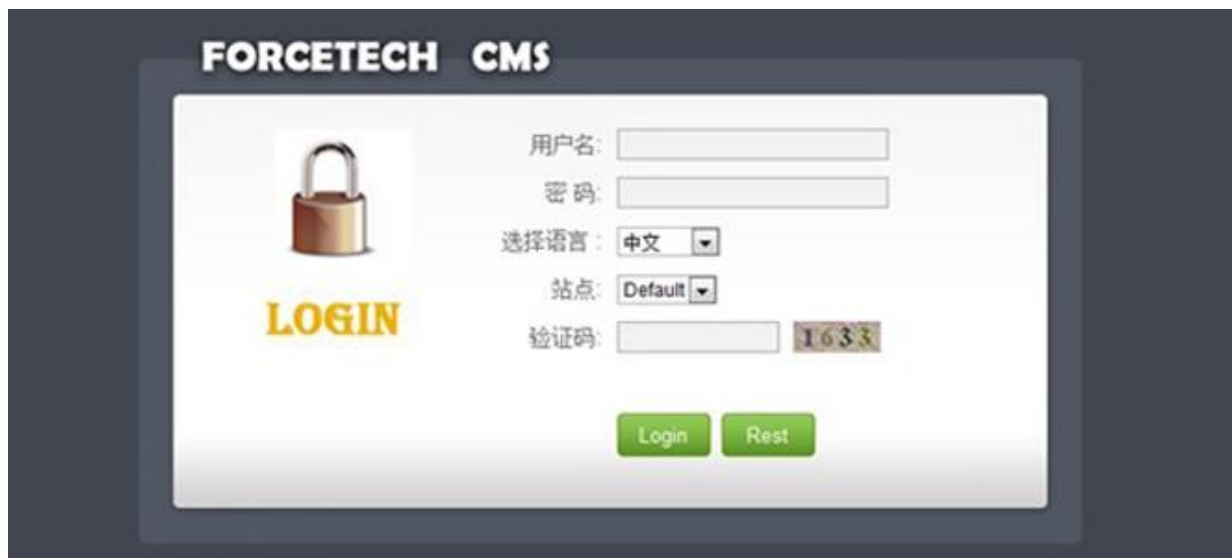 FORCETECH CMS
用户名:
密 码:
选择语言 : 中文
站点: Default
LOGIN
验证码: 1633
Login Rest